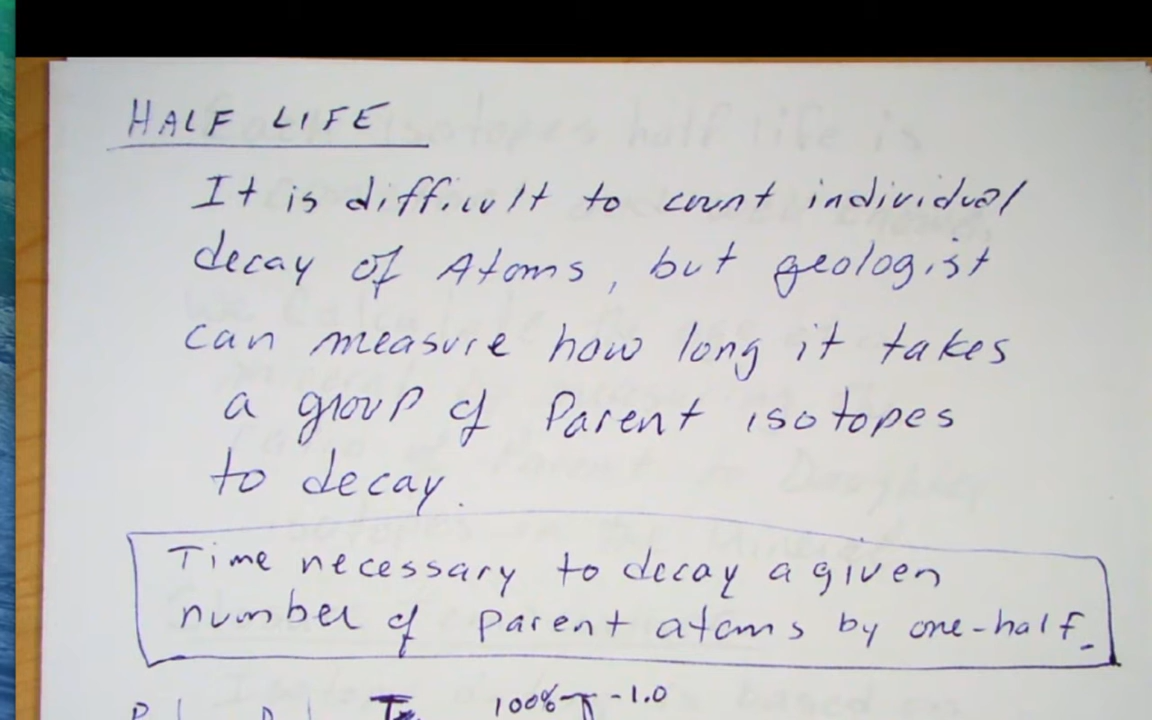 HALF LIFE
It is difficult to count individual
decay of Atoms, but geologist
can measure how long it takes
a group of Parent isotopes
to decay.
Time necessary to decay a given
number of Parent atoms by one-half.
100% - 1.0